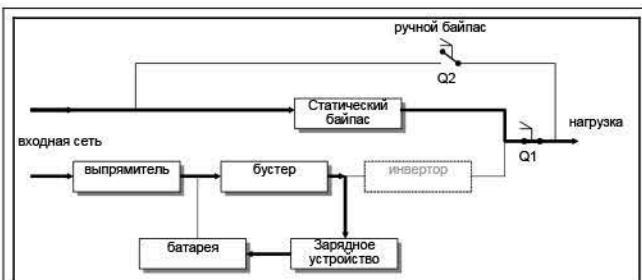 ручной байпас
Q2
Статический
байпас
нагрузка
входная сеть
Q1
выпрямитель
бустер
инвертор
батарея
Зарядное
устройство